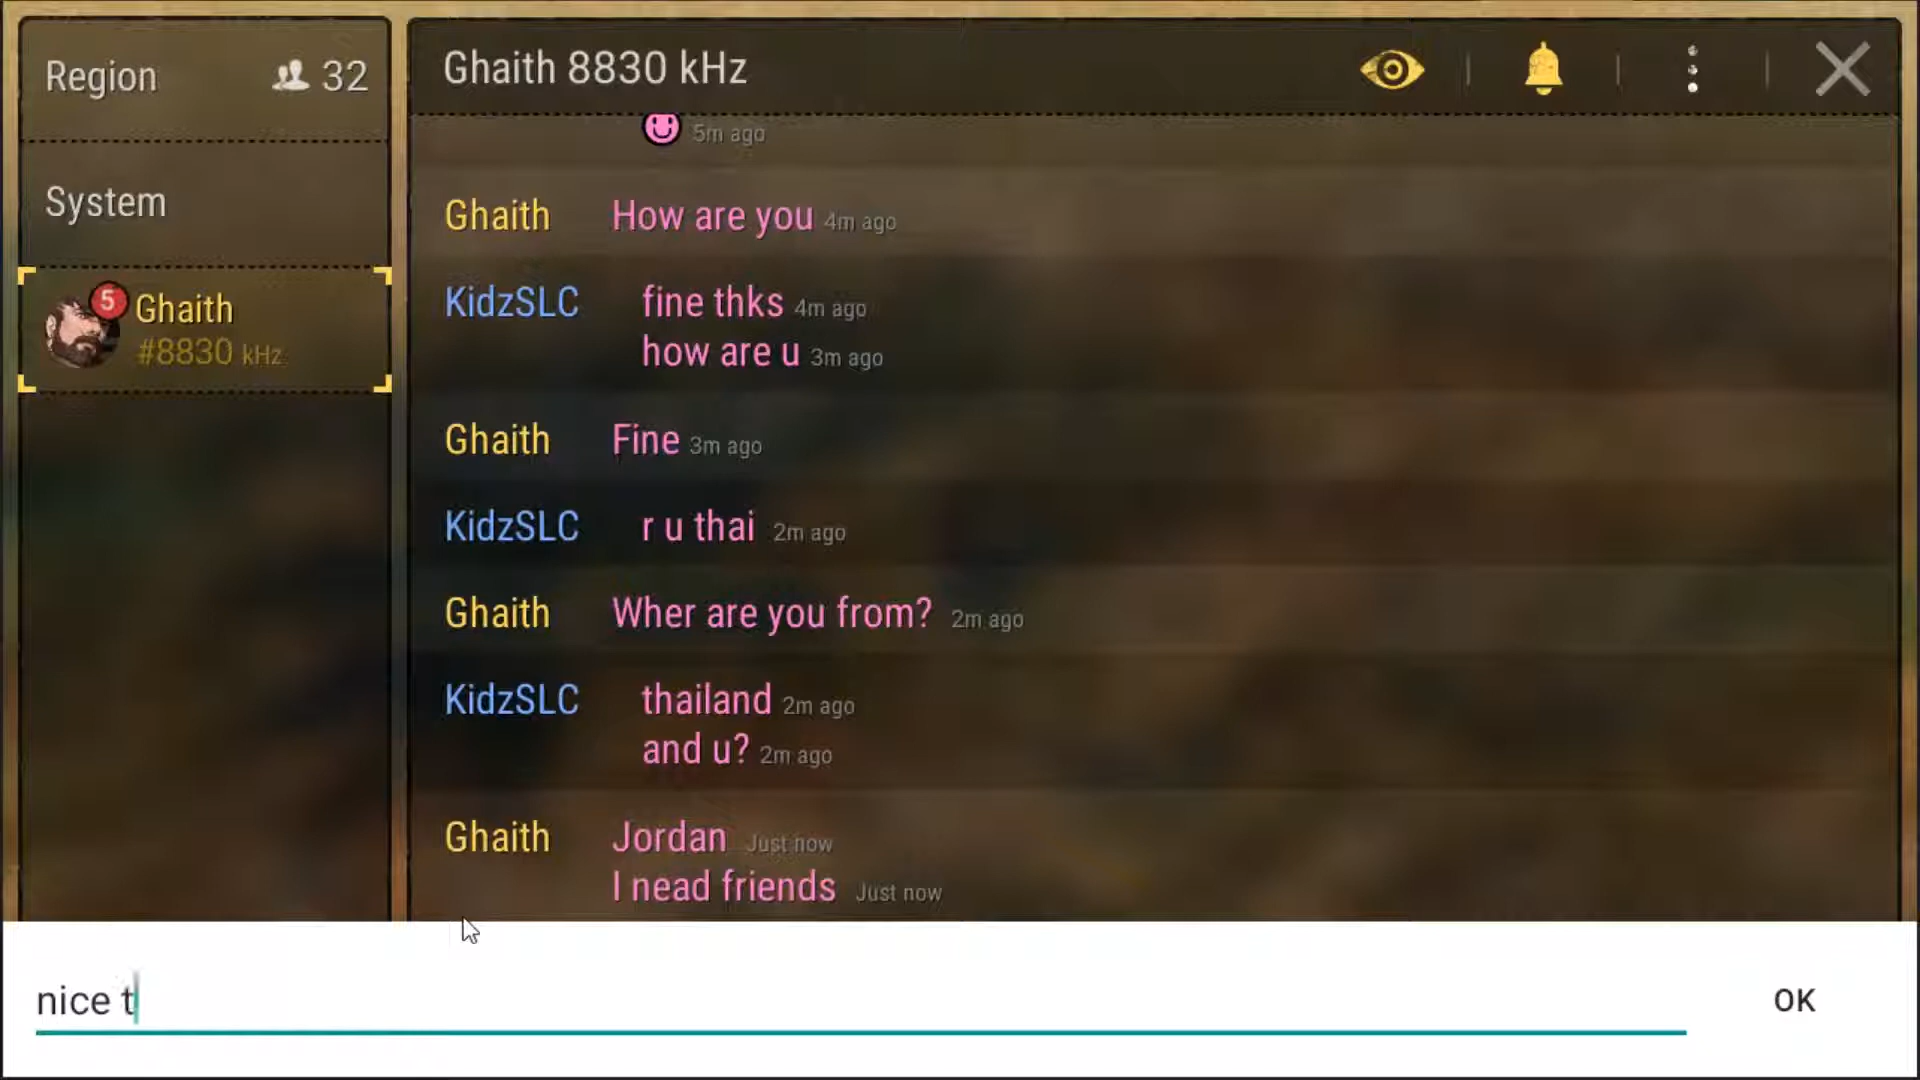 Region 32
System
5
Ghaith
#8830 kHz
Ghaith 8830 kHz
5m ago
Ghaith How are you 4m ago
KidzSLC fine thks 4m ago
how are u 3m ago
Ghaith Fine 3m ago
KidzSLC r u thai 2m ago
Ghaith Wher are you from? 2m ago
KidzSLC thailand 2m ago
and u? 2m ago
Ghaith Jordan Just now
I nead friends Just now
nice t
OK